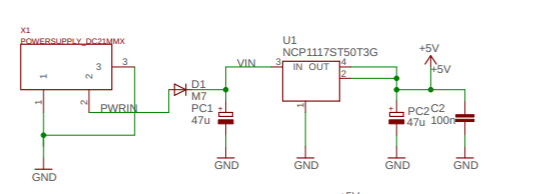 X1
POWERSUPPLY_DC21MMX
3
3
1
2
1
2
PWRIN
D1
M7
PC1
47u
GND
GND
VIN
U1
NCP1117ST50T3G
3
IN OUT
4
2
1
GND
+5V
+5V
PC2
47u
C2
100n
GND
GND